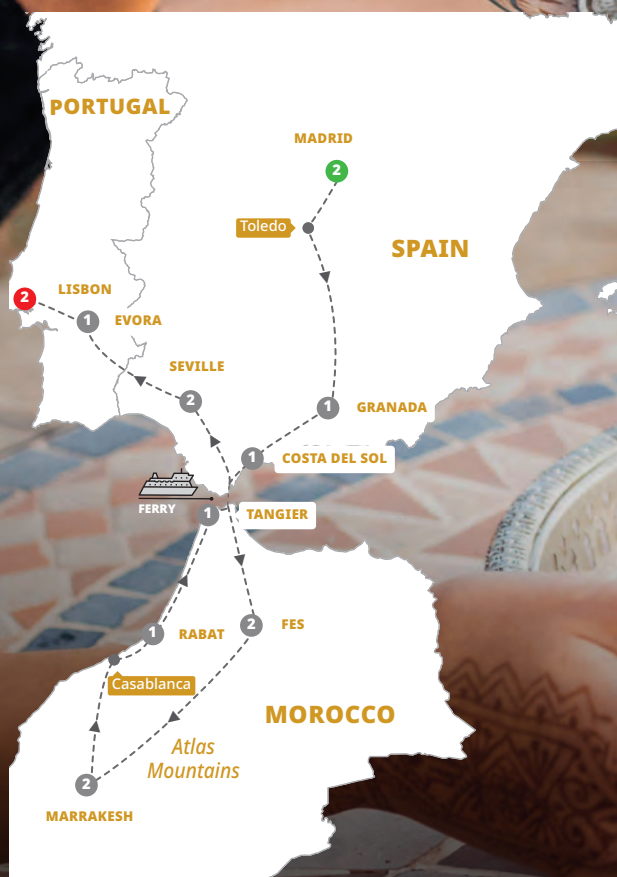 PORTUGAL
MADRID
2
Toledo
SPAIN
LISBON
2
1
EVORA
SEVILLE
2
1
GRANADA
1
COSTA DEL SOL
FERRY
1
TANGIER
2
FES
1
RABAT
Casablanca
MOROCCO
Atlas
Mountains
2
MARRAKESH